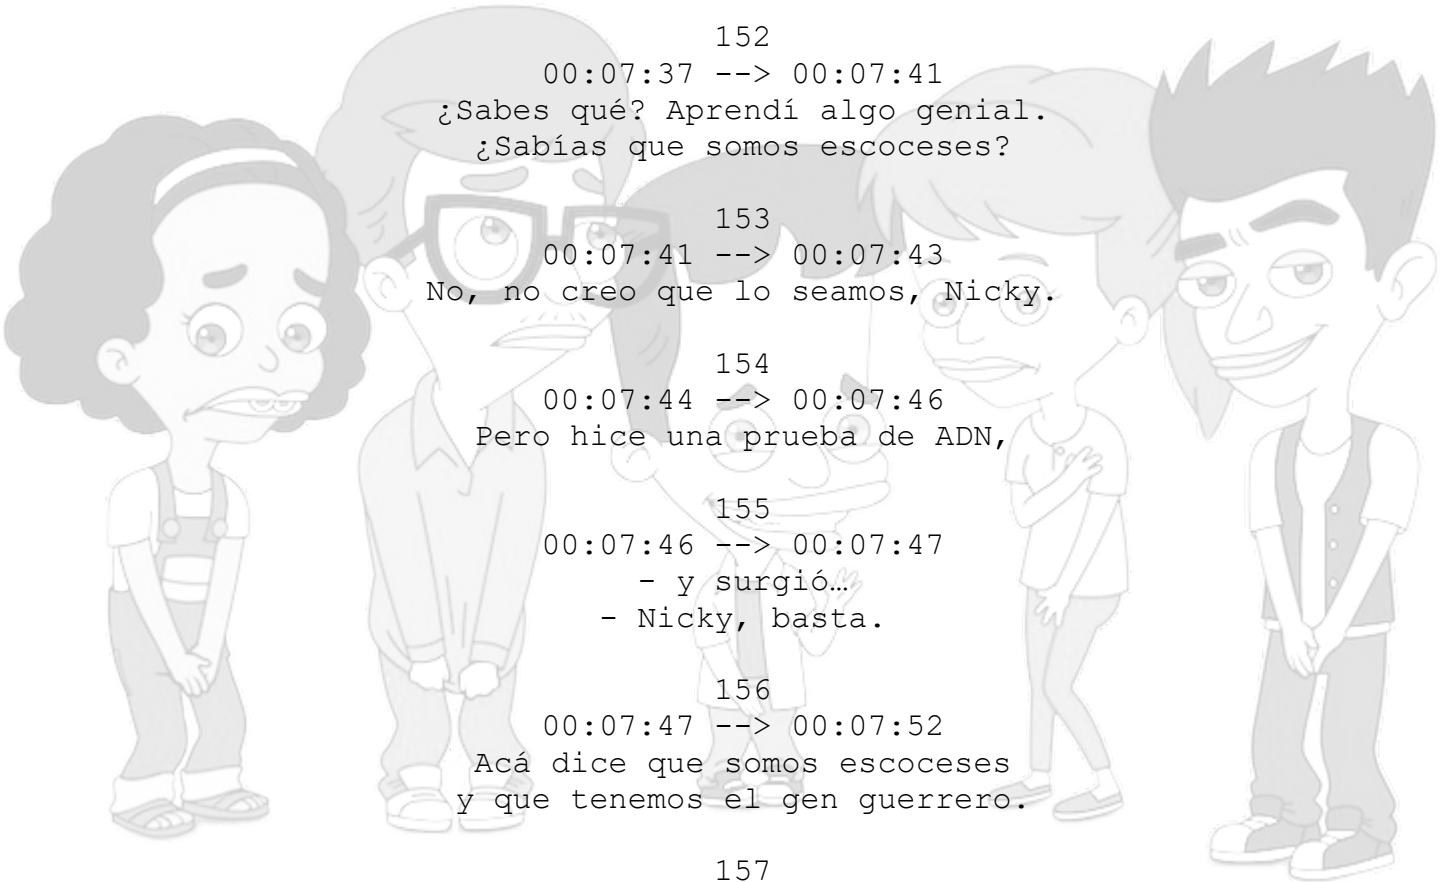 152
00:07:37 --> 00:07:41
¿Sabes qué? Aprendí algo genial.
¿Sabías que somos escoceses?
153
00:07:41 --> 00:07:43
No, no creo que lo seamos, Nicky.
154
00:07:44 --> 00:07:46
Pero hice una prueba de ADN,
155
00:07:46 --> 00:07:47
- y surgió…
- Nicky, basta.
156
00:07:47 --> 00:07:52
Acá dice que somos escoceses
y que tenemos el gen guerrero.
157